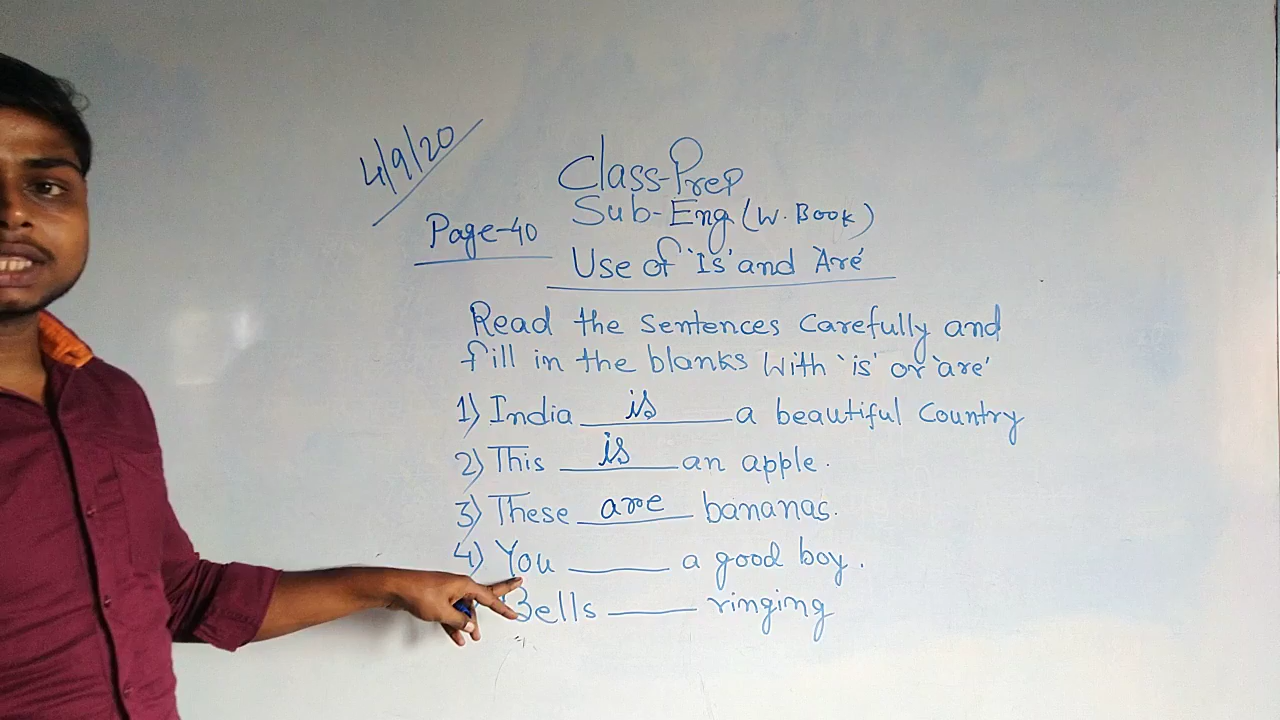 4/9/20
Class-Prep
Sub-Eng (W. Book)
Page-40
Use of 'Is' and 'Are'
Read the sentences carefully and
fill in the blanks with 'is' or 'are'
1) India is a beautiful Country
2) This is an apple.
3) These are bananas.
4) You ______ a good boy.
Bells ______ ringing